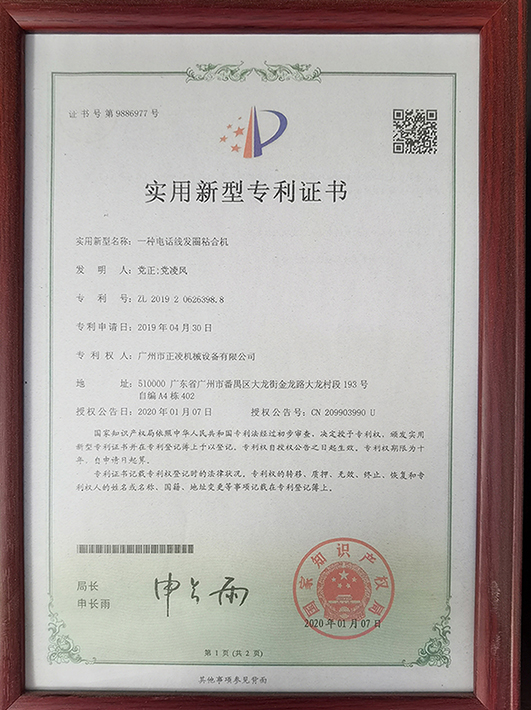 证书号第9886977号
实用新型专利证书
实用新型名称：一种电话线发圈粘合机
发 明 人：党正;党凌风
专 利 号：ZL 2019 2 0626398.8
专利申请日：2019年04月30日
专 利 权 人：广州市正凌机械设备有限公司
地 址：510000 广东省广州市番禺区大龙街金龙路大龙村段193号
自编A4栋402
授权公告日：2020年01月07日 授权公告号：CN 209903990 U
国家知识产权局依照中华人民共和国专利法经过初步审查，决定授予专利权，颁发实用
新型专利证书并在专利登记簿上予以登记。专利权自授权公告之日起生效。专利权期限为十
年，自申请日起算。
专利证书记载专利权登记时的法律状况。专利权的转移、质押、无效、终止、恢复和专
利权人的姓名或名称、国籍、地址变更等事项记载在专利登记簿上。
局长
申长雨
申长雨
国家知识产权局
2020年01月07日
第 1 页 (共 2 页)
其他事项参见背面